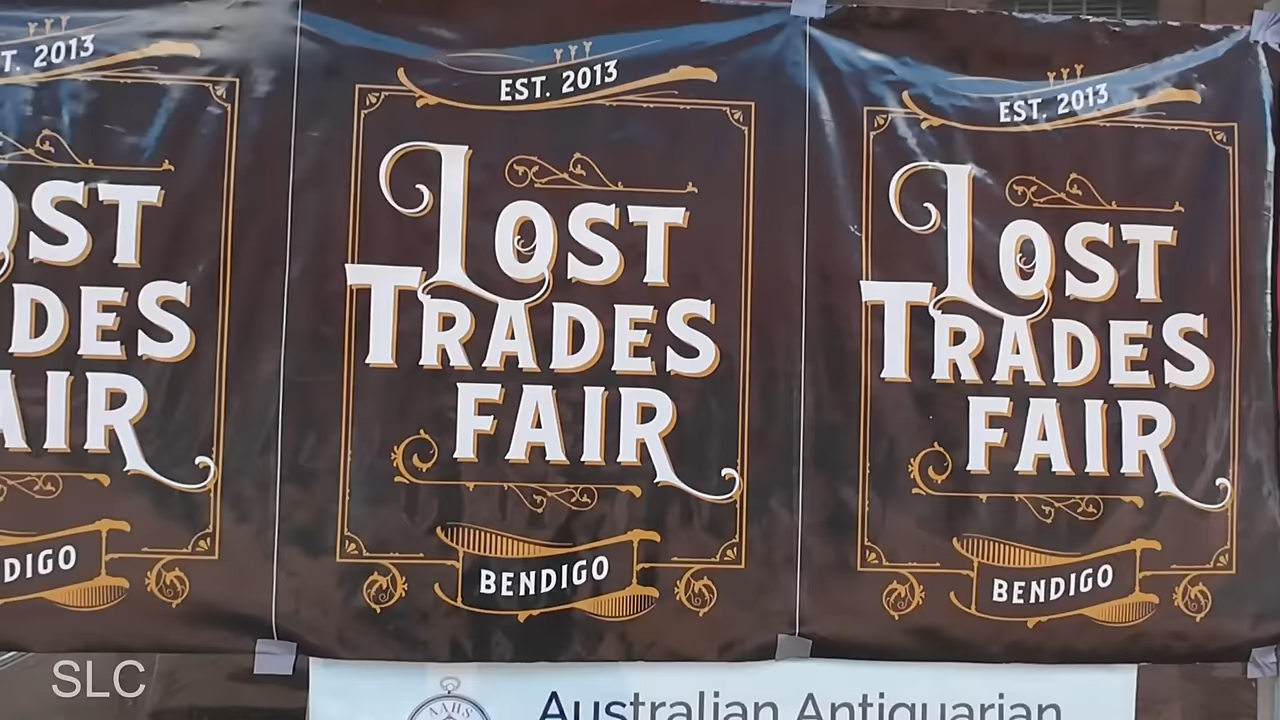 T. 2013
OST
DES
AIR
DIGO
EST. 2013
LOST
TRADES
FAIR
BENDIGO
EST. 2013
LOST
TRADES
FAIR
BENDIGO
SLC
AAHS
Australian Antiquarian